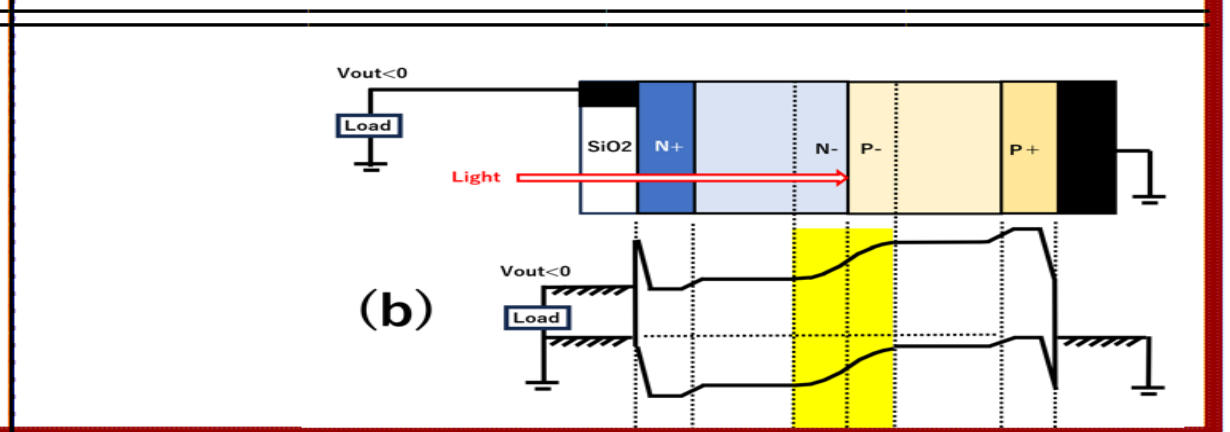 Vout<0
Load
SiO2 N+ N- P- P+
Light
Vout<0
(b)
Load